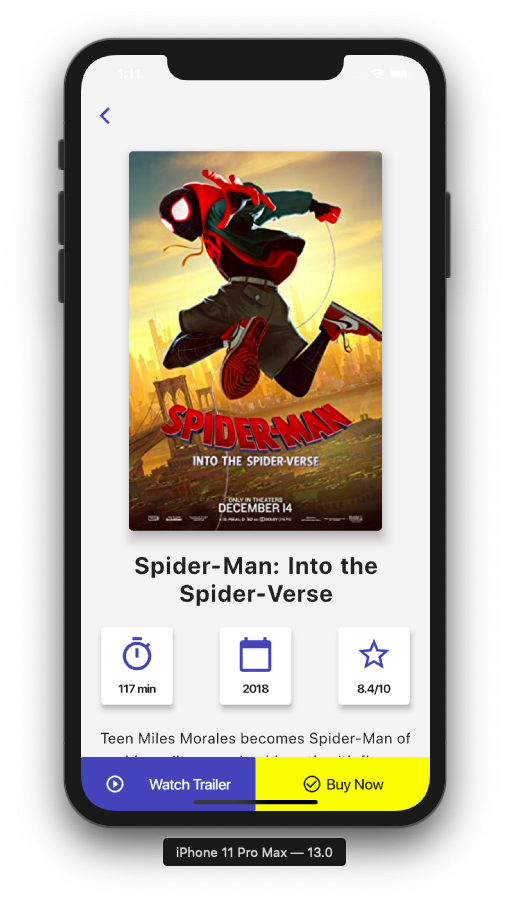 1:11
SPIDER-MAN
INTO THE SPIDER-VERSE
ONLY IN THEATERS
DECEMBER 14
Spider-Man: Into the
Spider-Verse
117 min
2018
8.4/10
Teen Miles Morales becomes Spider-Man of
Watch Trailer
Buy Now
iPhone 11 Pro Max — 13.0